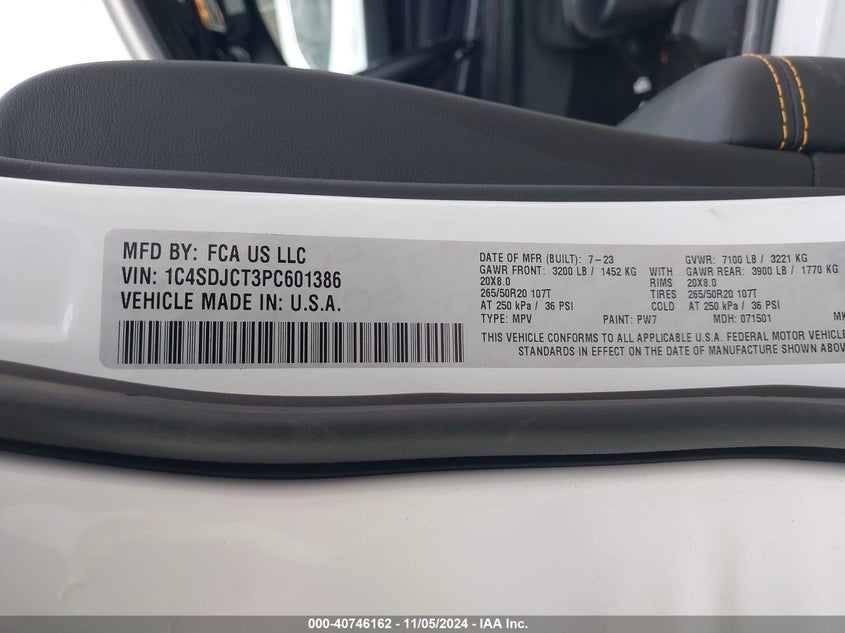 MFD BY: FCA US LLC
VIN: 1C4SDJCT3PC601386
VEHICLE MADE IN: U.S.A.
DATE OF MFR (BUILT): 7-23 GVWR: 7100 LB / 3221 KG
GAWR FRONT: 3200 LB / 1452 KG WITH GAWR REAR: 3900 LB / 1770 KG
20X8.0 RIMS 20X8.0
265/50R20 107T TIRES 265/50R20 107T
AT 250 kPa / 36 PSI COLD AT 250 kPa / 36 PSI
TYPE: MPV PAINT: PW7 MDH: 071501
THIS VEHICLE CONFORMS TO ALL APPLICABLE U.S.A. FEDERAL MOTOR VEHICLE
STANDARDS IN EFFECT ON THE DATE OF MANUFACTURE SHOWN ABOV
000-40746162 - 11/05/2024 - IAA Inc.